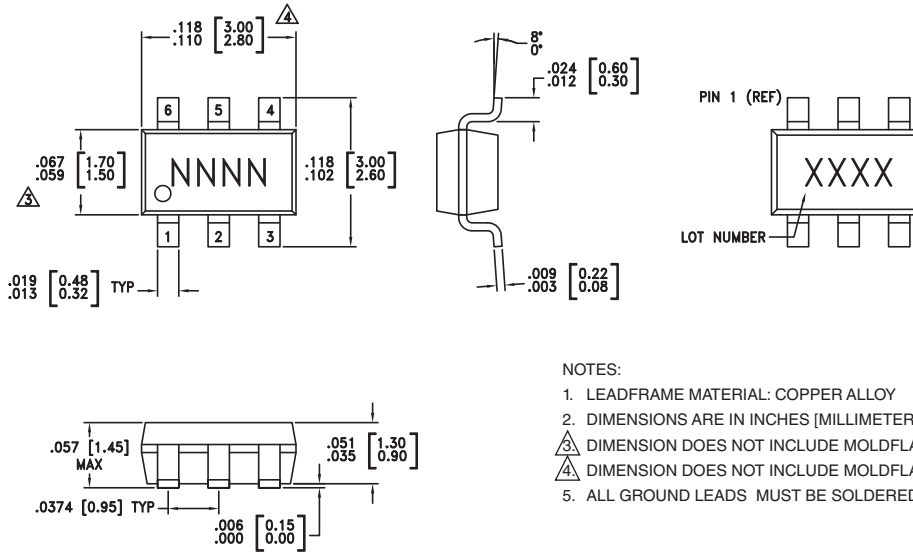 .118 [3.00]
.110 [2.80]
4
8°
0°
.024 [0.60]
.012 [0.30]
PIN 1 (REF)
6 5 4
.067 [1.70]
.059 [1.50]
NNNN
.118 [3.00]
.102 [2.60]
XXXX
3
LOT NUMBER
1 2 3
.019 [0.48]
.013 [0.32]
TYP
.009 [0.22]
.003 [0.08]
NOTES:
1. LEADFRAME MATERIAL: COPPER ALLOY
2. DIMENSIONS ARE IN INCHES [MILLIMETER
3. DIMENSION DOES NOT INCLUDE MOLDFLA
4. DIMENSION DOES NOT INCLUDE MOLDFLA
5. ALL GROUND LEADS MUST BE SOLDERED
.057 [1.45]
MAX
.051 [1.30]
.035 [0.90]
.0374 [0.95] TYP
.006 [0.15]
.000 [0.00]